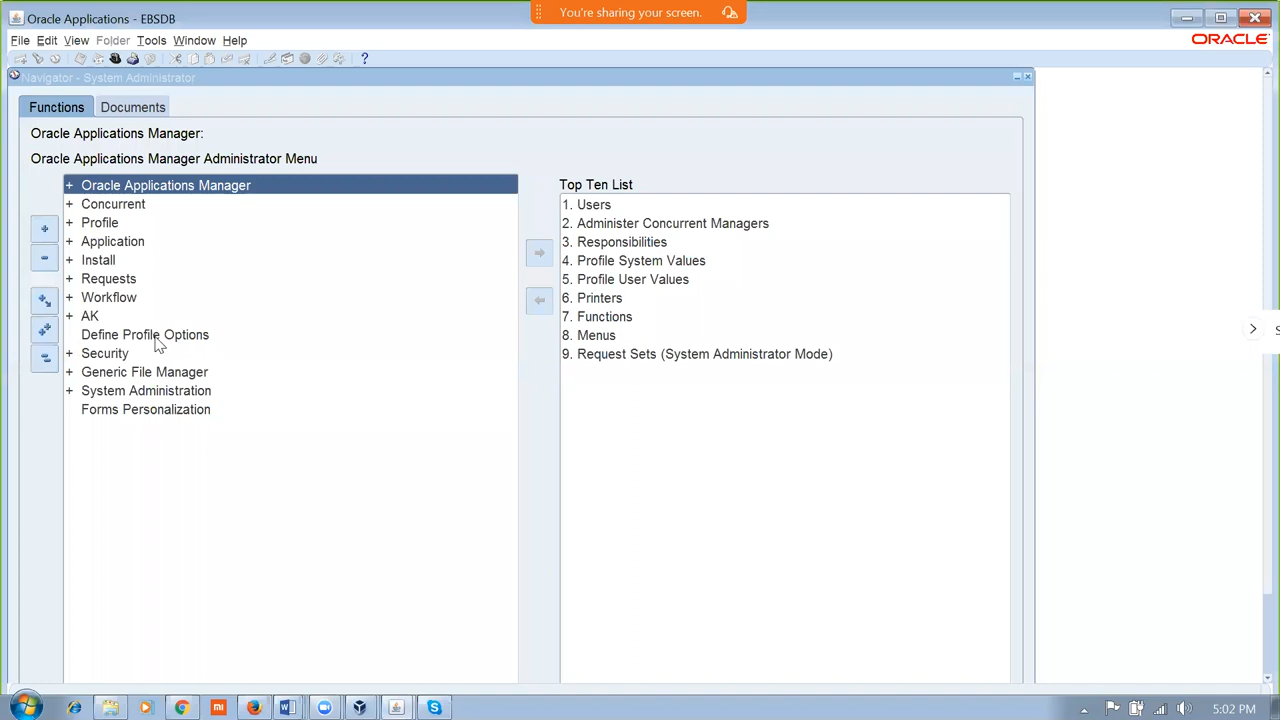 Oracle Applications - EBSDB
You're sharing your screen.
File Edit View Folder Tools Window Help
ORACLE
Navigator - System Administrator
Functions Documents
Oracle Applications Manager:
Oracle Applications Manager Administrator Menu
+ Oracle Applications Manager
+ Concurrent
+ Profile
+ Application
+ Install
+ Requests
+ Workflow
+ AK
Define Profile Options
+ Security
+ Generic File Manager
+ System Administration
Forms Personalization
Top Ten List
1. Users
2. Administer Concurrent Managers
3. Responsibilities
4. Profile System Values
5. Profile User Values
6. Printers
7. Functions
8. Menus
9. Request Sets (System Administrator Mode)
5:02 PM